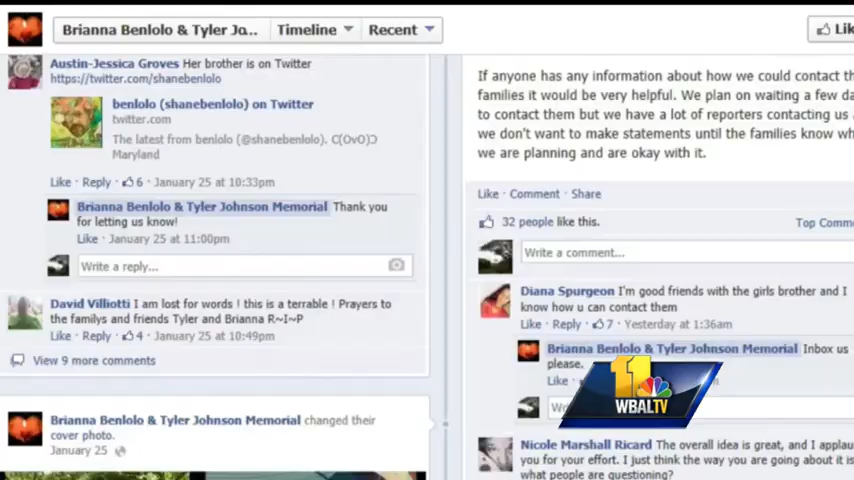 Brianna Benlolo & Tyler Jo... Timeline Recent Lik
Austin-Jessica Groves Her brother is on Twitter
https://twitter.com/shanebenlolo
benlolo (shanebenlolo) on Twitter
twitter.com
The latest from benlolo (@shanebenlolo). C(OvO)Ɔ
Maryland
Like · Reply · 6 · January 25 at 10:33pm
Brianna Benlolo & Tyler Johnson Memorial Thank you
for letting us know!
Like · January 25 at 11:00pm
Write a reply...
David Villiotti I am lost for words ! this is a terrable ! Prayers to
the familys and friends Tyler and Brianna R~I~P
Like · Reply · 4 · January 25 at 10:49pm
View 9 more comments
Brianna Benlolo & Tyler Johnson Memorial changed their
cover photo.
January 25
If anyone has any information about how we could contact th
families it would be very helpful. We plan on waiting a few da
to contact them but we have a lot of reporters contacting us
we don't want to make statements until the families know wh
we are planning and are okay with it.
Like · Comment · Share
32 people like this. Top Comme
Write a comment...
Diana Spurgeon I'm good friends with the girls brother and I
know how u can contact them
Like · Reply · 7 · Yesterday at 1:36am
Brianna Benlolo & Tyler Johnson Memorial Inbox us
please.
Like ·
Nicole Marshall Ricard The overall idea is great, and I applau
you for your effort. I just think the way you are going about it is
what people are questioning?
11
WBALTV